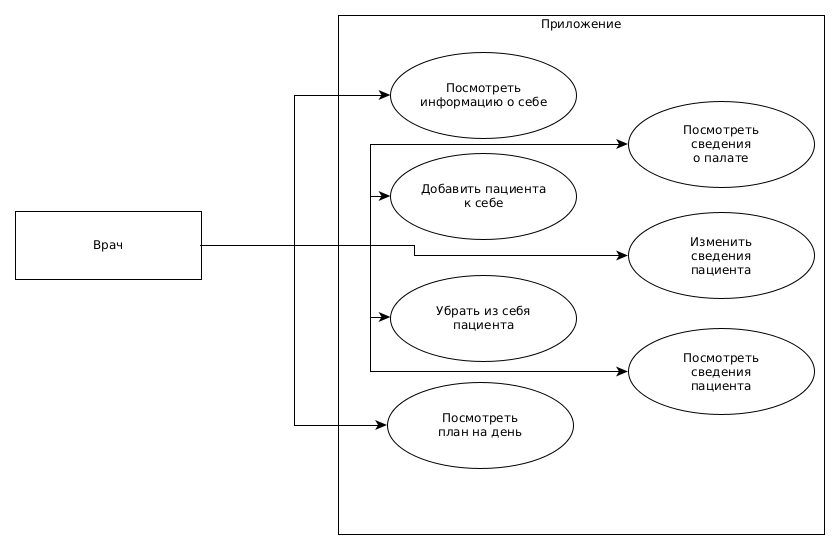 Приложение
Посмотреть
информацию о себе
Посмотреть
сведения
о палате
Добавить пациента
к себе
Врач
Изменить
сведения
пациента
Убрать из себя
пациента
Посмотреть
сведения
пациента
Посмотреть
план на день